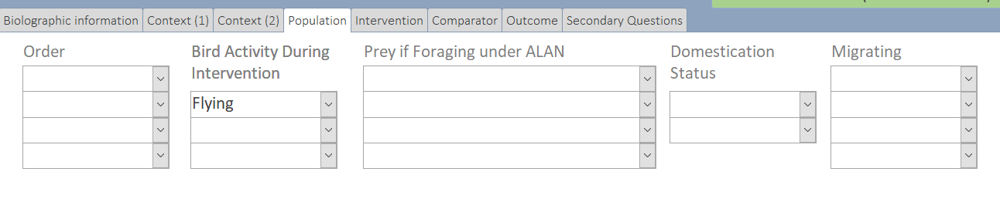 Biolographic information Context (1) Context (2) Population Intervention Comparator Outcome Secondary Questions
Order
Bird Activity During
Intervention
Prey if Foraging under ALAN
Domestication
Status
Migrating
Flying